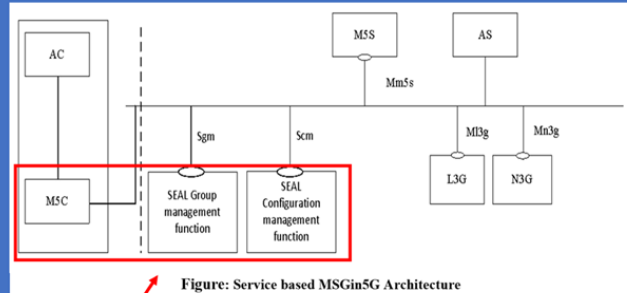 AC
M5S
AS
Mm5s
Sgm
Scm
Ml3g
Mn3g
M5C
SEAL Group
management
function
SEAL
Configuration
management
function
L3G
N3G
Figure: Service based MSGin5G Architecture